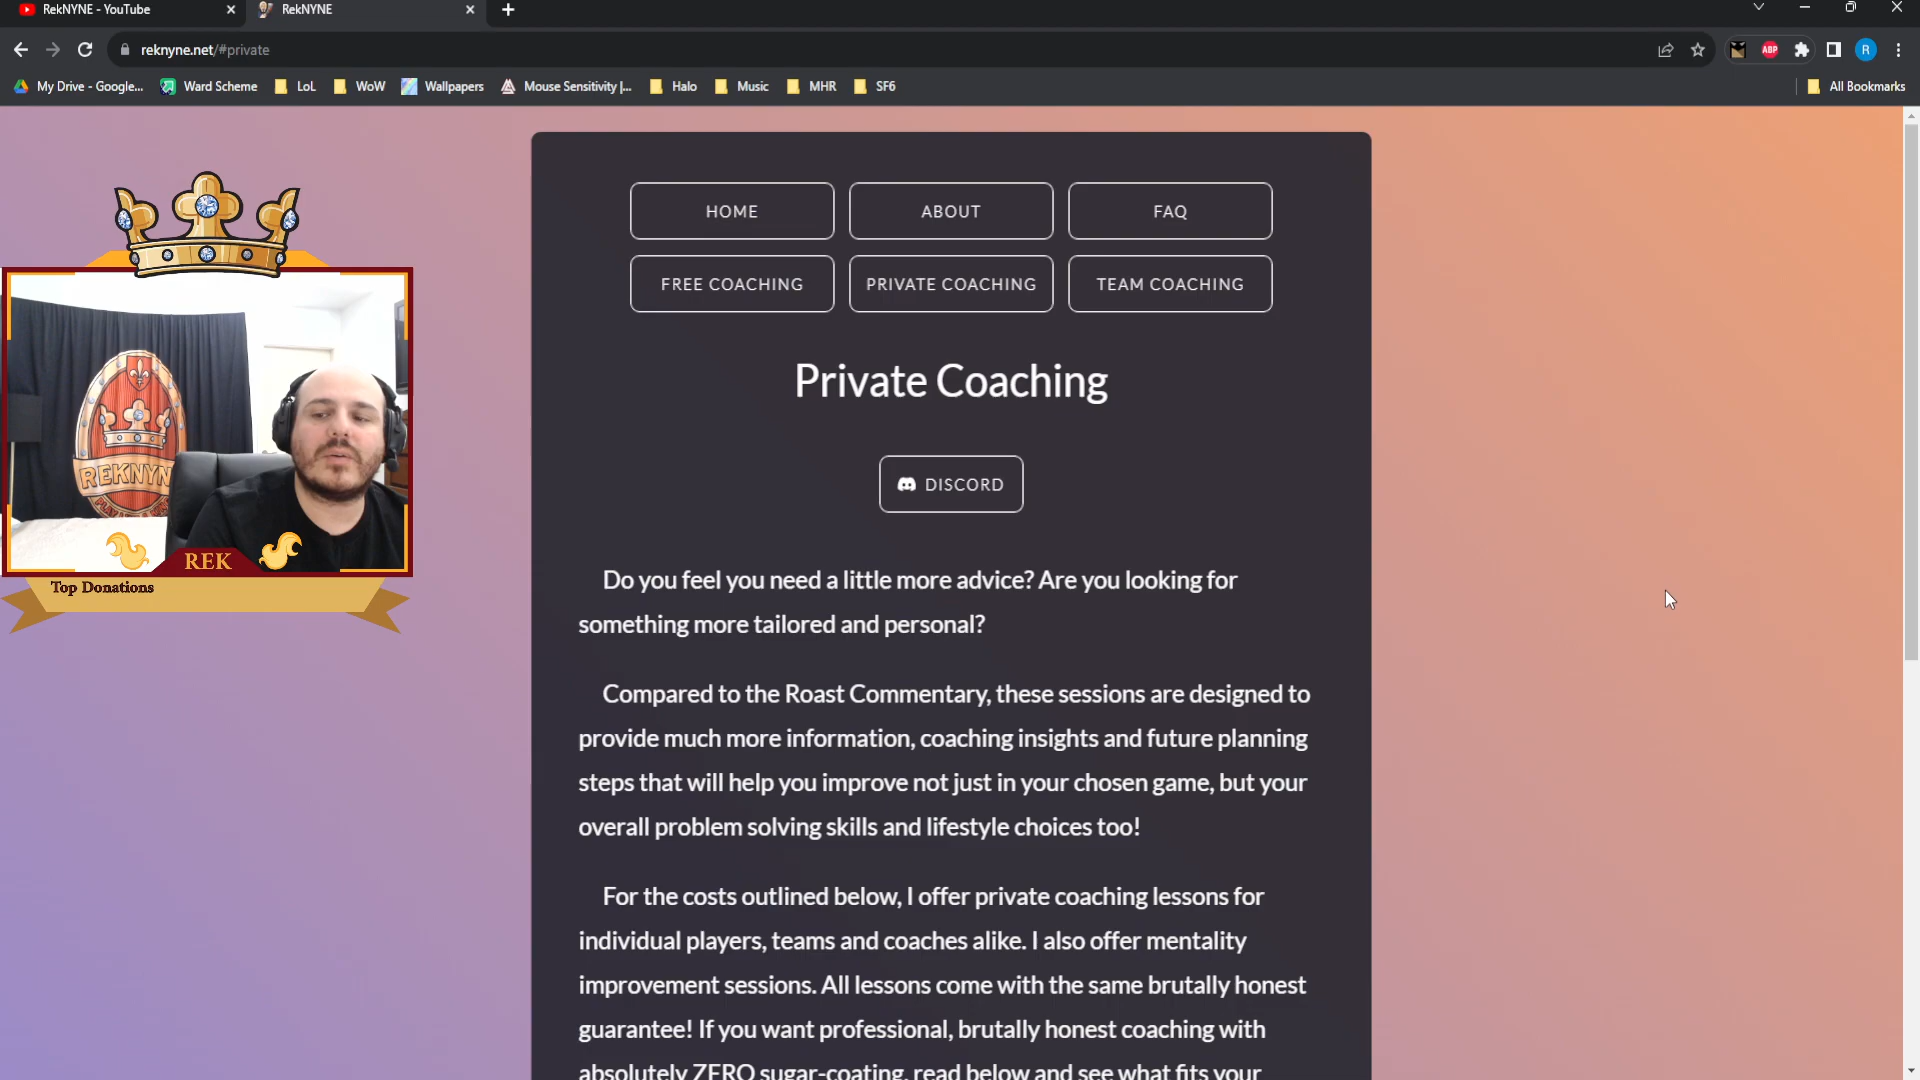 RekNYNE - YouTube
RekNYNE
reknyne.net/#private
ABP
R
My Drive - Google...
Ward Scheme
LoL
WoW
Wallpapers
Mouse Sensitivity |...
Halo
Music
MHR
SF6
All Bookmarks
HOME
ABOUT
FAQ
FREE COACHING
PRIVATE COACHING
TEAM COACHING
Private Coaching
DISCORD
REKNYN
REK
Top Donations
Do you feel you need a little more advice? Are you looking for
something more tailored and personal?
Compared to the Roast Commentary, these sessions are designed to
provide much more information, coaching insights and future planning
steps that will help you improve not just in your chosen game, but your
overall problem solving skills and lifestyle choices too!
For the costs outlined below, I offer private coaching lessons for
individual players, teams and coaches alike. I also offer mentality
improvement sessions. All lessons come with the same brutally honest
guarantee! If you want professional, brutally honest coaching with
absolutely ZERO sugar-coating, read below and see what fits your